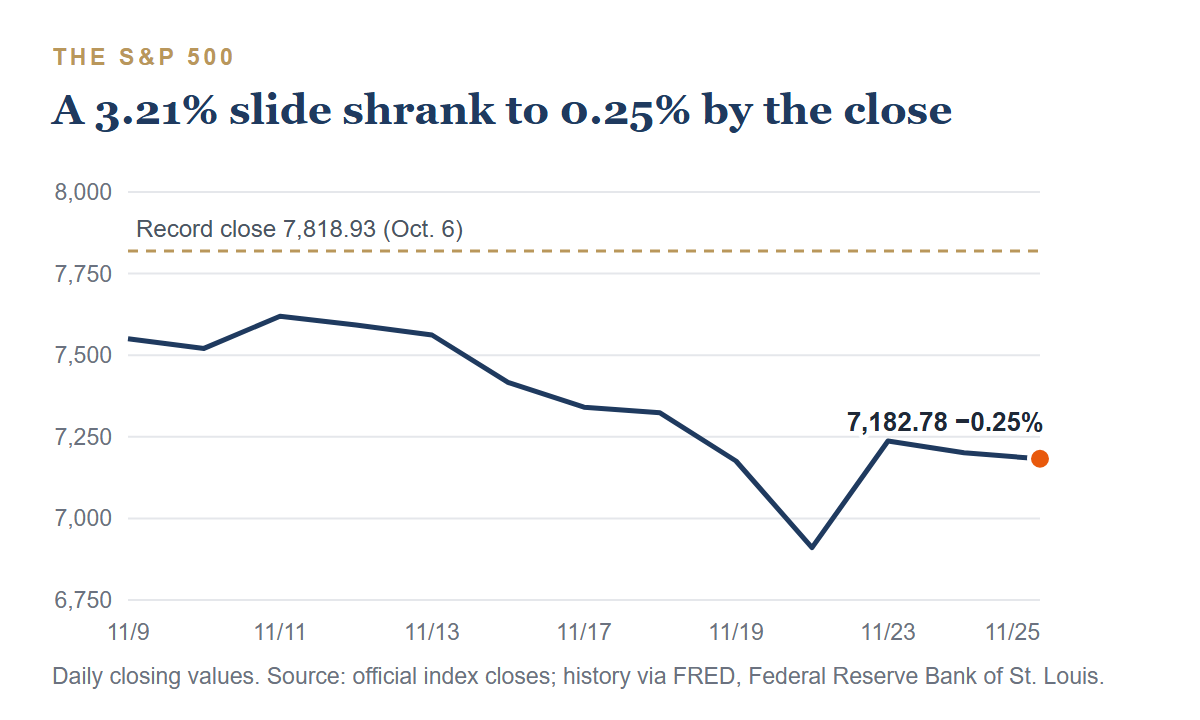 THE S&P 500
A 3.21% slide shrank to 0.25% by the close
8,000
Record close 7,818.93 (Oct. 6)
7,750
7,500
7,182.78 −0.25%
7,250
7,000
6,750
11/9 11/11 11/13 11/17 11/19 11/23 11/25
Daily closing values. Source: official index closes; history via FRED, Federal Reserve Bank of St. Louis.